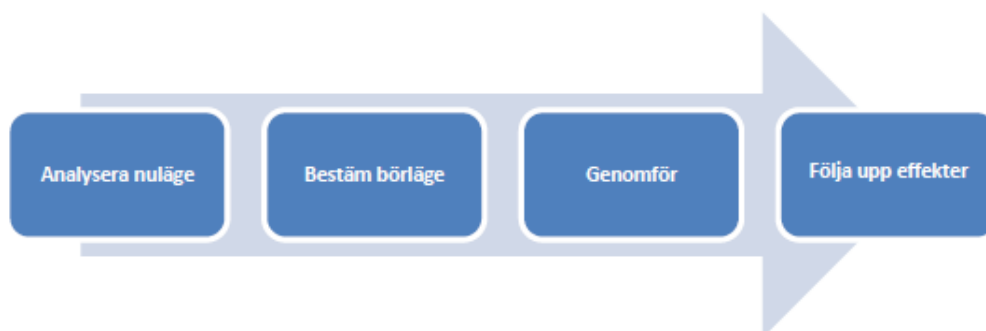 Analysera nuläge
Bestäm börläge
Genomför
Följa upp effekter